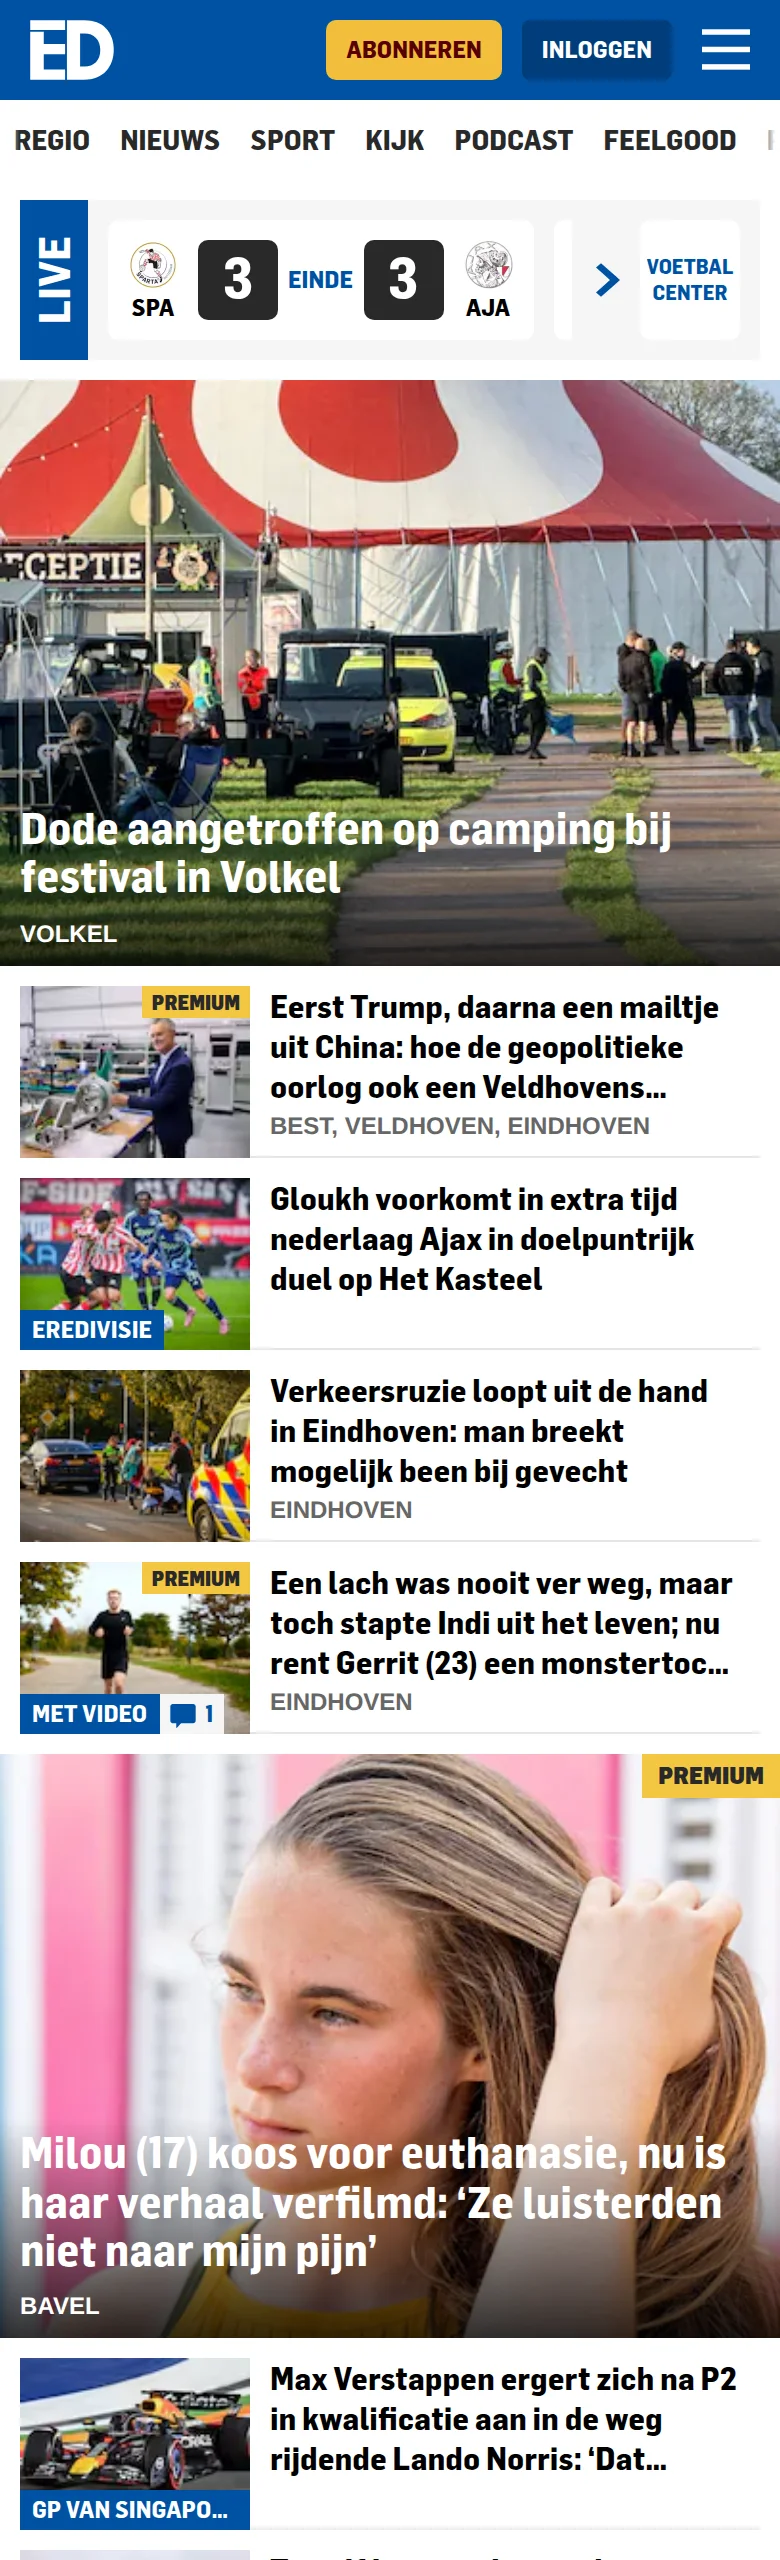 ED
ABONNEREN
INLOGGEN
REGIO NIEUWS SPORT KIJK PODCAST FEELGOOD
LIVE
3 EINDE 3
SPA AJA
VOETBAL
CENTER
Dode aangetroffen op camping bij
festival in Volkel
VOLKEL
PREMIUM
Eerst Trump, daarna een mailtje
uit China: hoe de geopolitieke
oorlog ook een Veldhovens...
BEST, VELDHOVEN, EINDHOVEN
Gloukh voorkomt in extra tijd
nederlaag Ajax in doelpuntrijk
duel op Het Kasteel
EREDIVISIE
Verkeersruzie loopt uit de hand
in Eindhoven: man breekt
mogelijk been bij gevecht
EINDHOVEN
PREMIUM
Een lach was nooit ver weg, maar
toch stapte Indi uit het leven; nu
rent Gerrit (23) een monstertoc...
EINDHOVEN
MET VIDEO 1
PREMIUM
Milou (17) koos voor euthanasie, nu is
haar verhaal verfilmd: ‘Ze luisterden
niet naar mijn pijn’
BAVEL
Max Verstappen ergert zich na P2
in kwalificatie aan in de weg
rijdende Lando Norris: ‘Dat...
GP VAN SINGAPO...